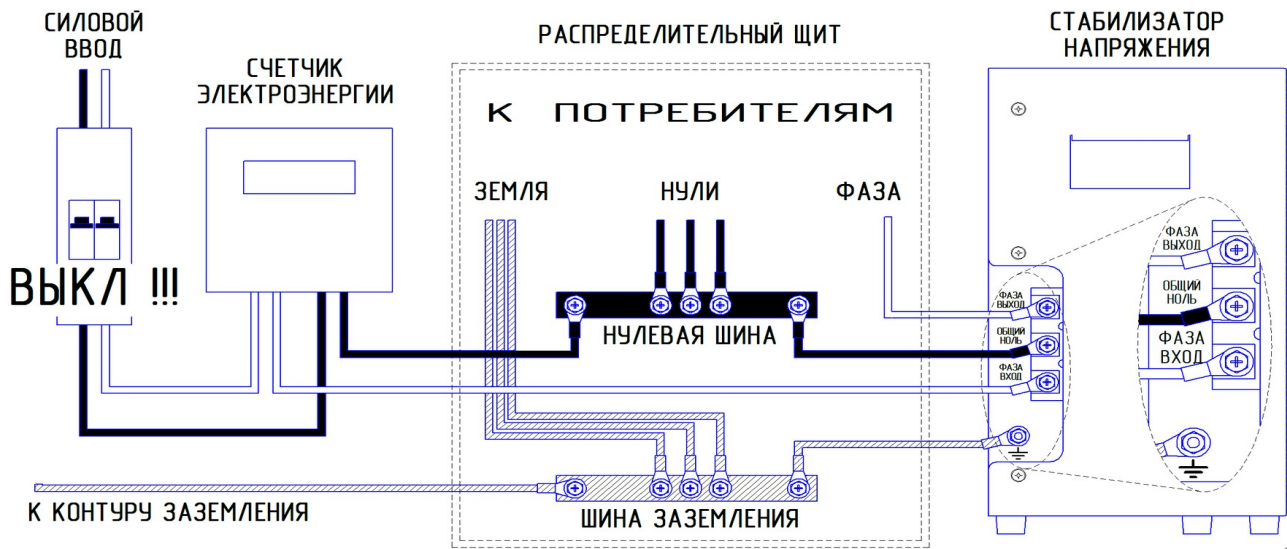 СИЛОВОЙ
ВВОД
СЧЕТЧИК
ЭЛЕКТРОЭНЕРГИИ
РАСПРЕДЕЛИТЕЛЬНЫЙ ЩИТ
СТАБИЛИЗАТОР
НАПРЯЖЕНИЯ
К ПОТРЕБИТЕЛЯМ
ЗЕМЛЯ
НУЛИ
ФАЗА
ВЫКЛ !!!
НУЛЕВАЯ ШИНА
ФАЗА
ВЫХОД
ОБЩИЙ
НОЛЬ
ФАЗА
ВХОД
ФАЗА
ВЫХОД
ОБЩИЙ
НОЛЬ
ФАЗА
ВХОД
К КОНТУРУ ЗАЗЕМЛЕНИЯ
ШИНА ЗАЗЕМЛЕНИЯ